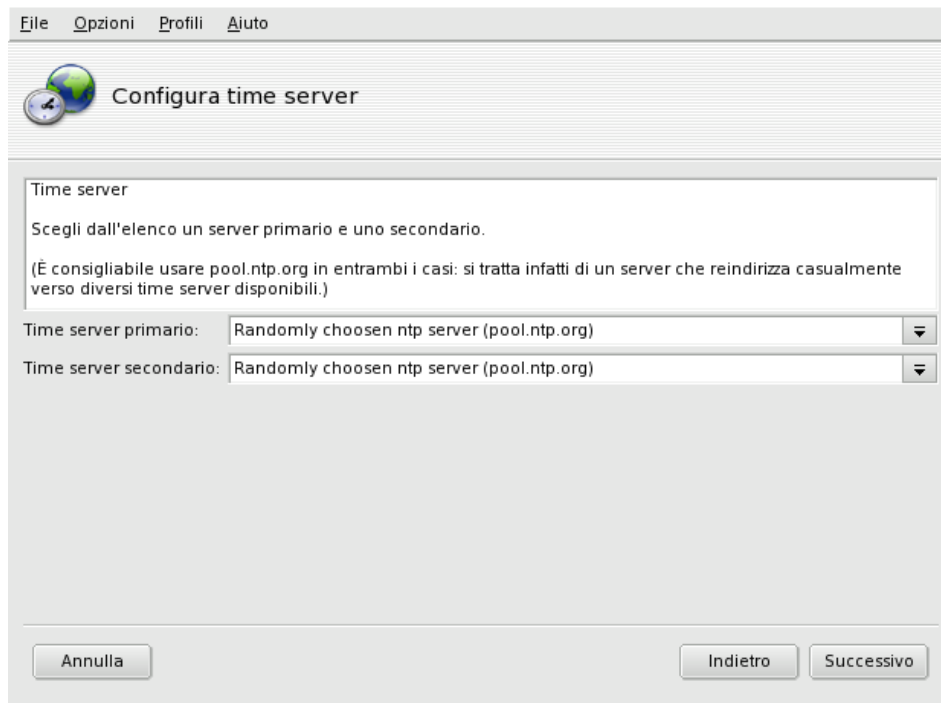 File Opzioni Profili Aiuto
Configura time server
Time server
Scegli dall'elenco un server primario e uno secondario.
(È consigliabile usare pool.ntp.org in entrambi i casi: si tratta infatti di un server che reindirizza casualmente
verso diversi time server disponibili.)
Time server primario: Randomly choosen ntp server (pool.ntp.org)
Time server secondario: Randomly choosen ntp server (pool.ntp.org)
Annulla Indietro Successivo